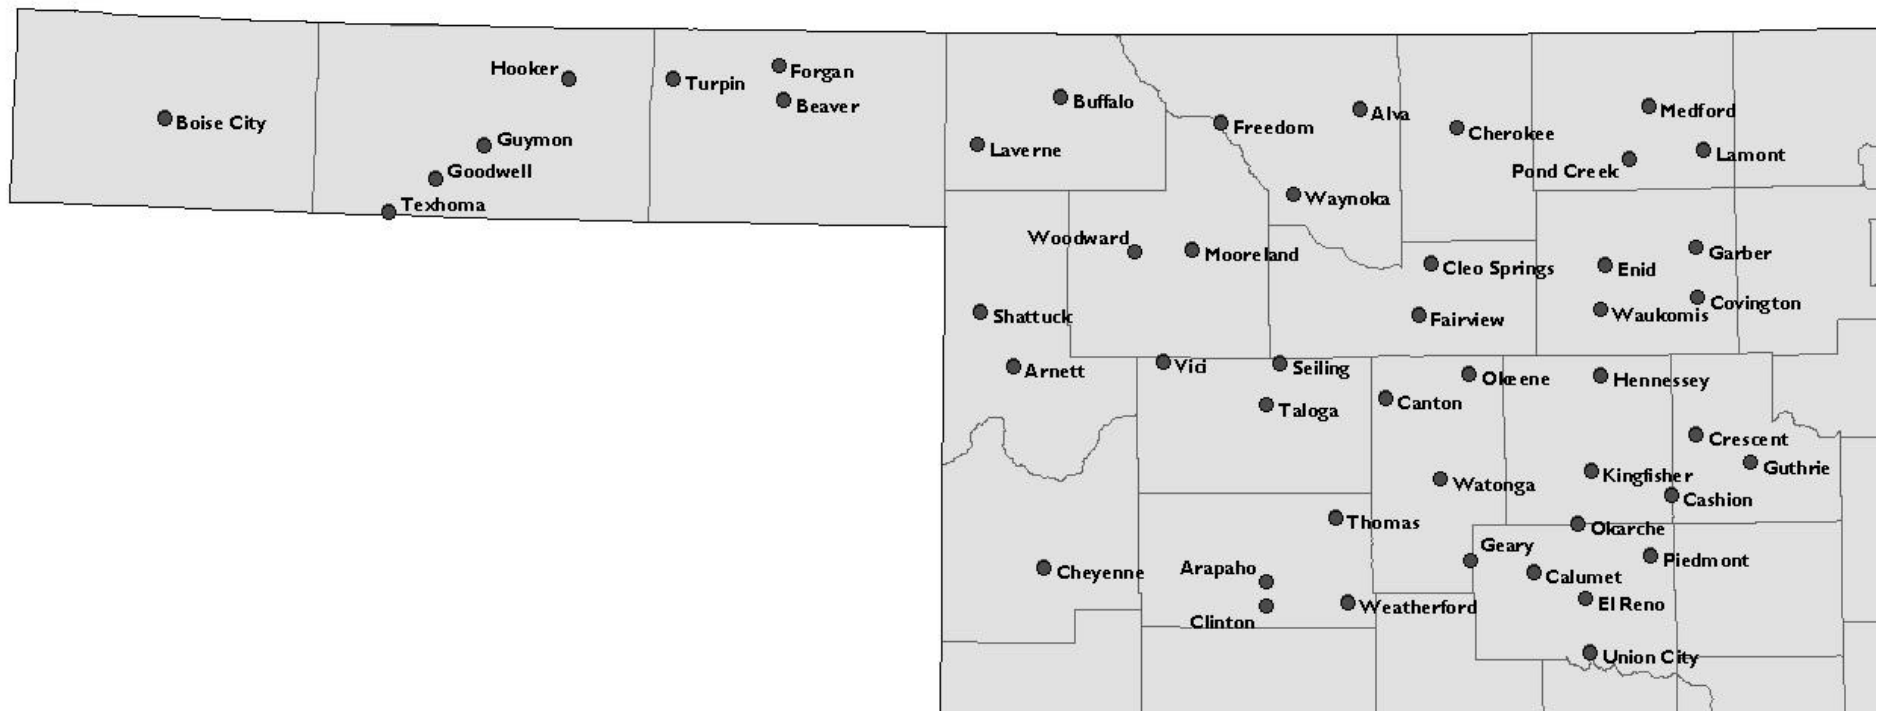 Hooker
Turpin
Forgan
Beaver
Boise City
Guymon
Goodwell
Texhoma
Buffalo
Laverne
Freedom
Alva
Cherokee
Medford
Lamont
Pond Creek
Waynoka
Woodward
Mooreland
Cleo Springs
Enid
Garber
Covington
Waukomis
Shattuck
Fairview
Arnett
Vici
Seiling
Okeene
Hennessey
Taloga
Canton
Crescent
Guthrie
Kingfisher
Watonga
Cashion
Thomas
Okarche
Geary
Piedmont
Cheyenne
Arapaho
Calumet
El Reno
Weatherford
Clinton
Union City